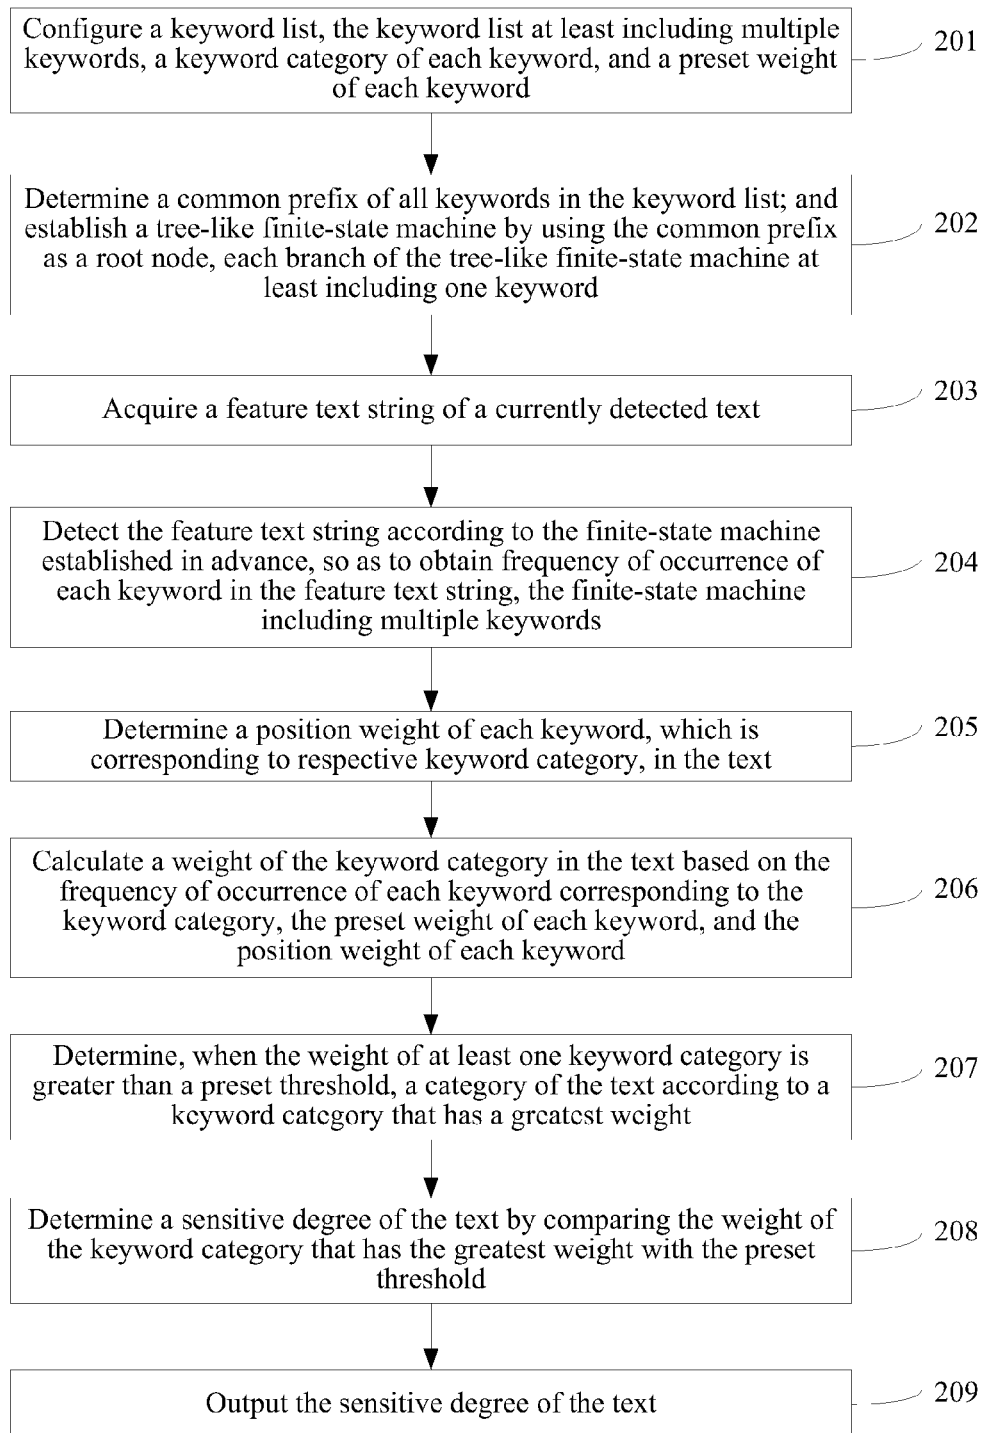 Configure a keyword list, the keyword list at least including multiple
keywords, a keyword category of each keyword, and a preset weight
of each keyword
201
Determine a common prefix of all keywords in the keyword list; and
establish a tree-like finite-state machine by using the common prefix
as a root node, each branch of the tree-like finite-state machine at
least including one keyword
202
Acquire a feature text string of a currently detected text
203
Detect the feature text string according to the finite-state machine
established in advance, so as to obtain frequency of occurrence of
each keyword in the feature text string, the finite-state machine
including multiple keywords
204
Determine a position weight of each keyword, which is
corresponding to respective keyword category, in the text
205
Calculate a weight of the keyword category in the text based on the
frequency of occurrence of each keyword corresponding to the
keyword category, the preset weight of each keyword, and the
position weight of each keyword
206
Determine, when the weight of at least one keyword category is
greater than a preset threshold, a category of the text according to a
keyword category that has a greatest weight
207
Determine a sensitive degree of the text by comparing the weight of
the keyword category that has the greatest weight with the preset
threshold
208
Output the sensitive degree of the text
209